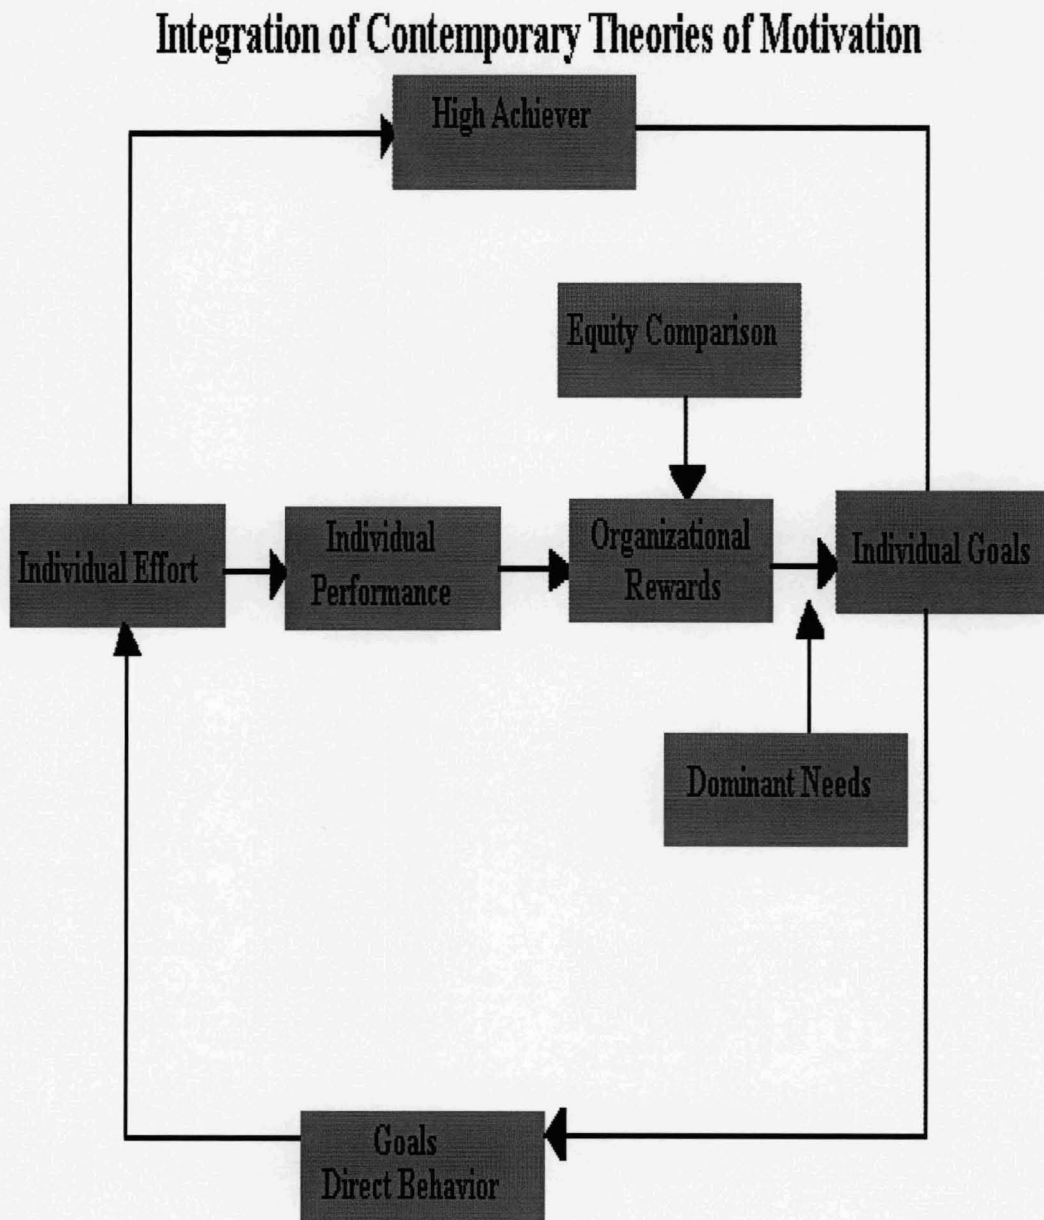 Integration of Contemporary Theories of Motivation
High Achiever
Equity Comparison
Individual Effort
Individual
Performance
Organizational
Rewards
Individual Goals
Dominant Needs
Goals
Direct Behavior